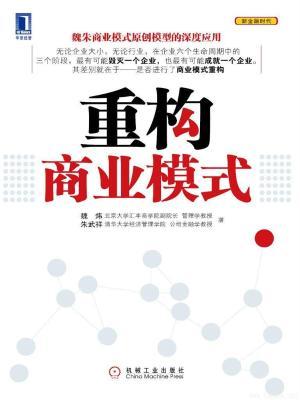 新金融时代
华章经管
魏朱商业模式原创模型的深度应用
无论企业大小,无论行业,在企业六个生命周期中的
三个阶段,最有可能毁灭一个企业,也最有可能成就一个企业。
其差别就在于——是否进行了商业模式重构
重构
商业模式
魏炜 北京大学汇丰商学院副院长 管理学教授
朱武祥 清华大学经济管理学院 公司金融学教授
著
机械工业出版社
China Machine Press